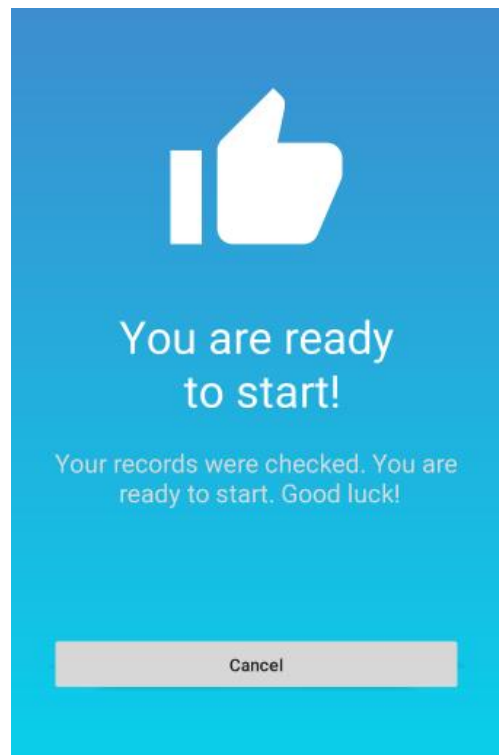 You are ready
to start!
Your records were checked. You are
ready to start. Good luck!
Cancel